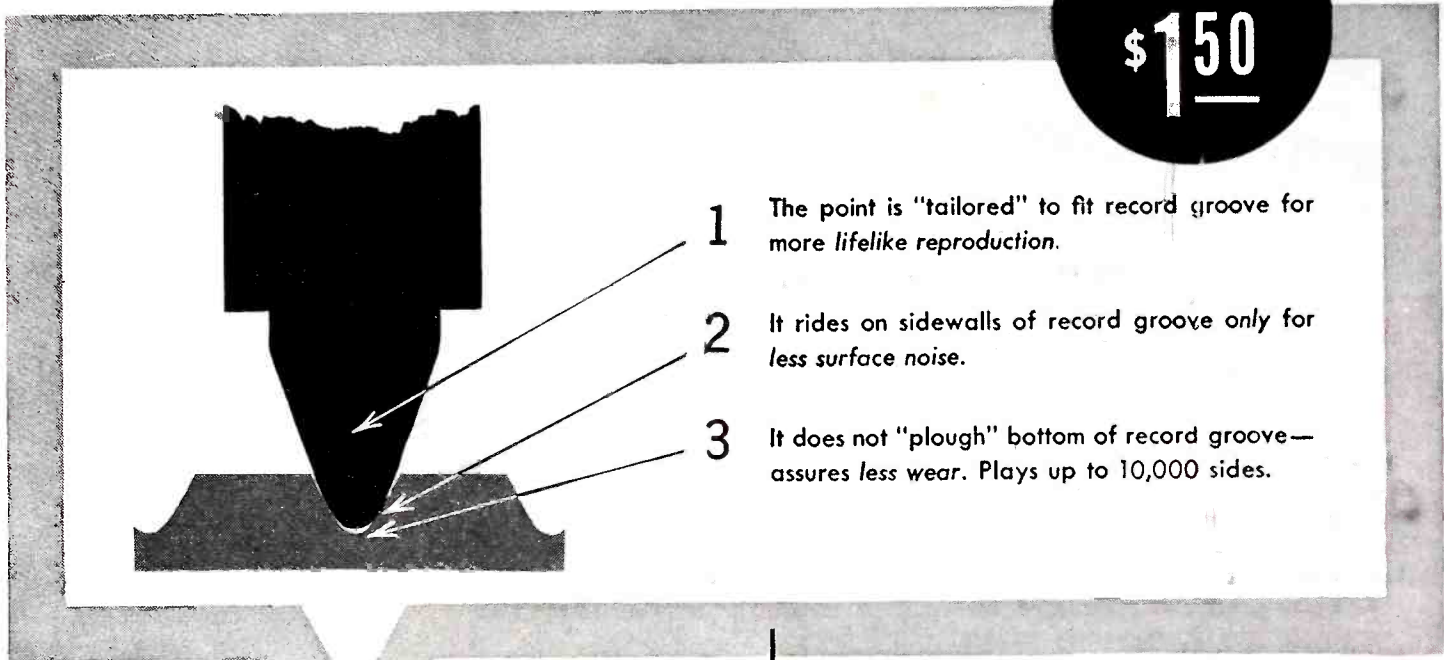 $1.50
1 The point is "tailored" to fit record groove for
more lifelike reproduction.
2 It rides on sidewalls of record groove only for
less surface noise.
3 It does not "plough" bottom of record groove—
assures less wear. Plays up to 10,000 sides.